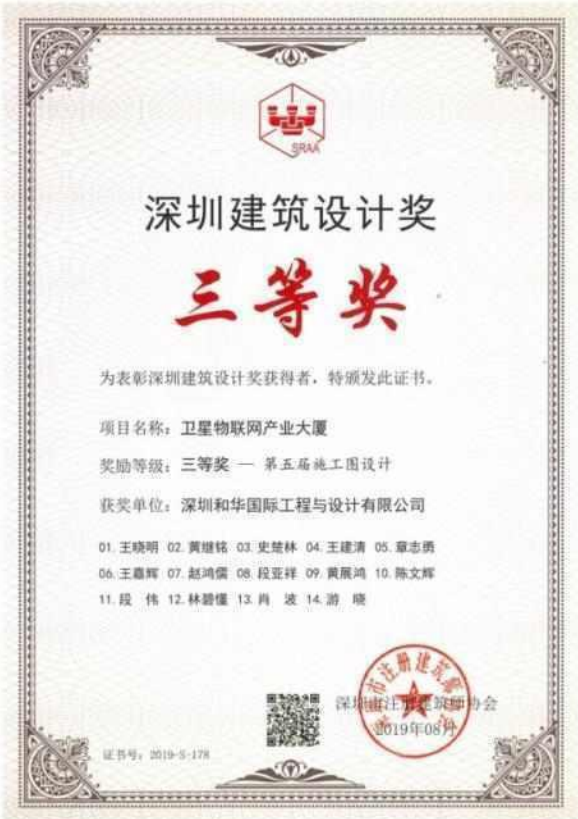 SRAA
深圳建筑设计奖
三等奖
为表彰深圳建筑设计奖获得者，特颁发此证书。
项目名称：卫星物联网产业大厦
奖励等级：三等奖 — 第五届施工图设计
获奖单位：深圳和华国际工程与设计有限公司
01. 王晓明 02. 黄继铭 03. 史楚林 04. 王建清 05. 章志勇
06. 王嘉辉 07. 赵鸿儒 08. 段亚祥 09. 黄展鸿 10. 陈文辉
11. 段 伟 12. 林碧懂 13. 肖 波 14. 游 晓
深圳市注册建筑师协会
2019年08月
证书号：2019-S-178